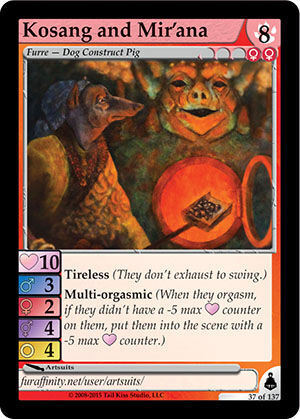 Kosang and Mir'ana 8
Furre — Dog Construct Pig
10
3
2
4
4
Tireless (They don't exhaust to swing.)
Multi-orgasmic (When they orgasm,
if they didn't have a -5 max counter
on them, put them into the scene with a
-5 max counter.)
Artsuits
furaffinity.net/user/artsuits/
37 of 137
© 2008-2015 Tail Kiss Studio, LLC